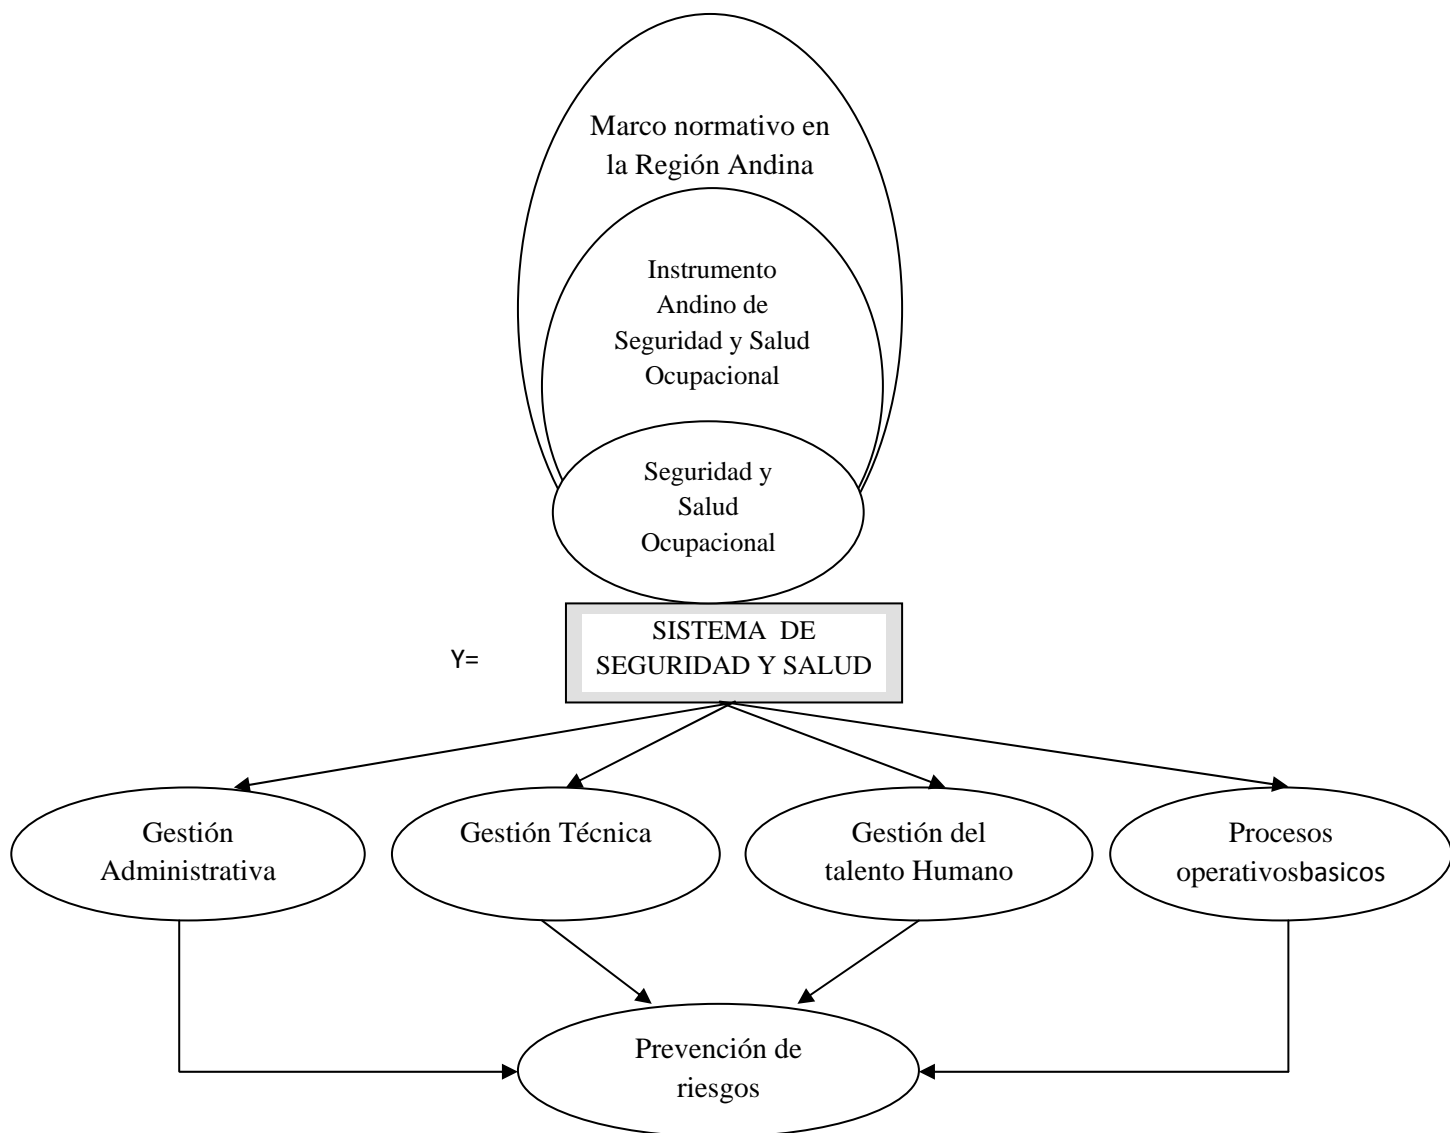 Marco normativo en
la Región Andina
Instrumento
Andino de
Seguridad y Salud
Ocupacional
Seguridad y
Salud
Ocupacional
SISTEMA DE
Y=
SEGURIDAD Y SALUD
Gestión
Administrativa
Gestión Técnica
Gestión del
talento Humano
Procesos
operativosbasicos
Prevención de
riesgos